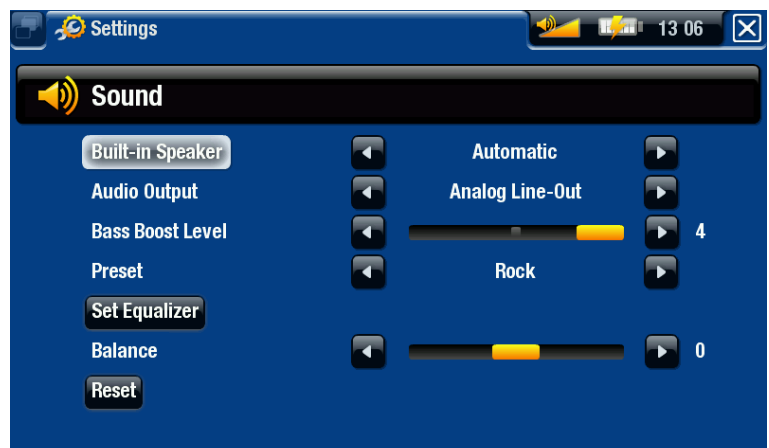 Settings 13 06
Sound
Built-in Speaker Automatic
Audio Output Analog Line-Out
Bass Boost Level 4
Preset Rock
Set Equalizer
Balance 0
Reset